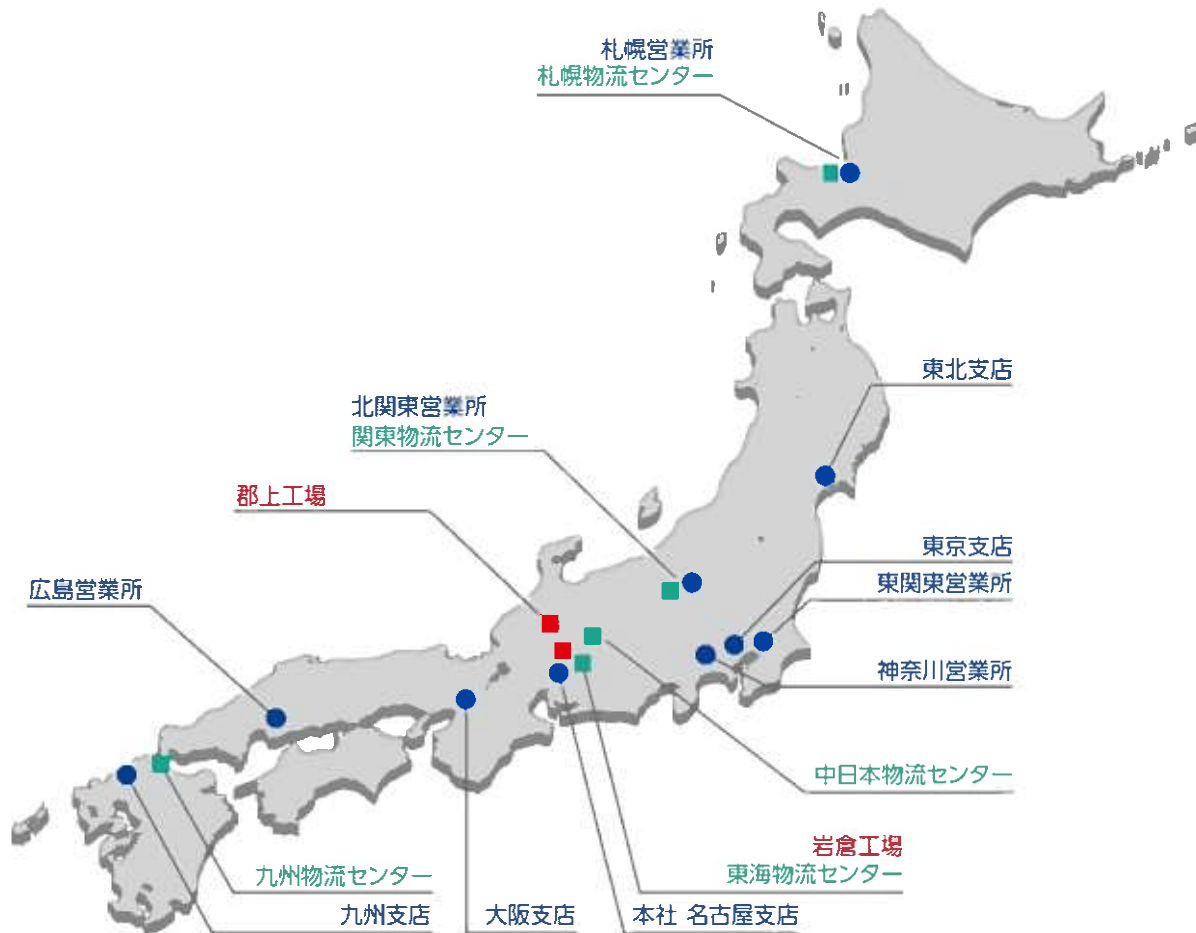 札幌営業所
札幌物流センター
東北支店
北関東営業所
関東物流センター
郡上工場
東京支店
広島営業所
東関東営業所
神奈川営業所
中日本物流センター
岩倉工場
東海物流センター
九州物流センター
九州支店
大阪支店
本社 名古屋支店